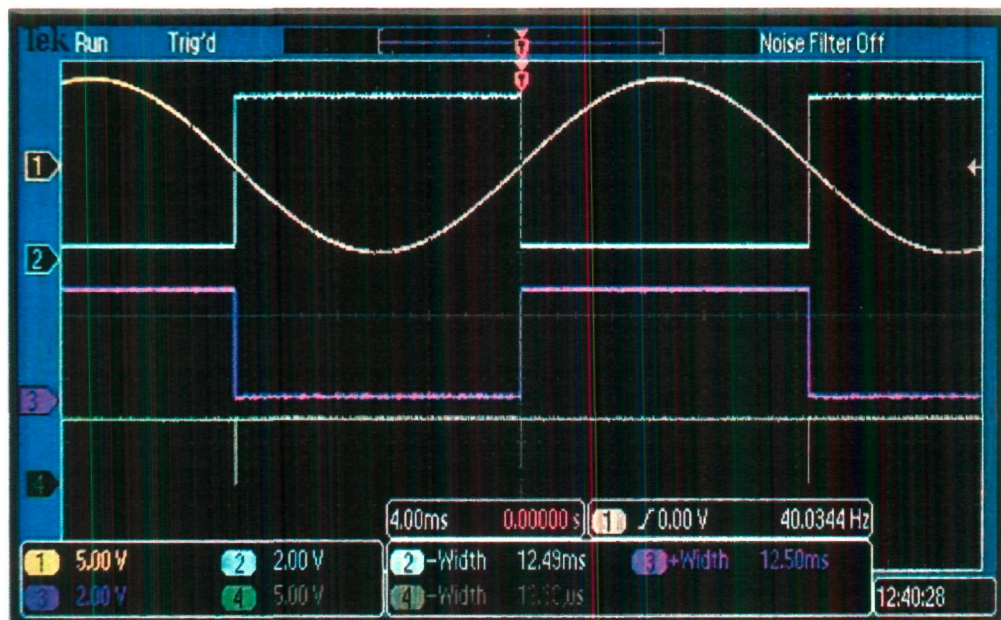 Tek Run Trig'd Noise Filter Off
1
2
3
4
4.00ms 0.00000 s
1 0.00 V 40.0344 Hz
1 5.00 V 2 2.00 V
3 2.00 V 4 5.00 V
2 -Width 12.49ms 3 +Width 12.50ms
4 -Width
12:40:28